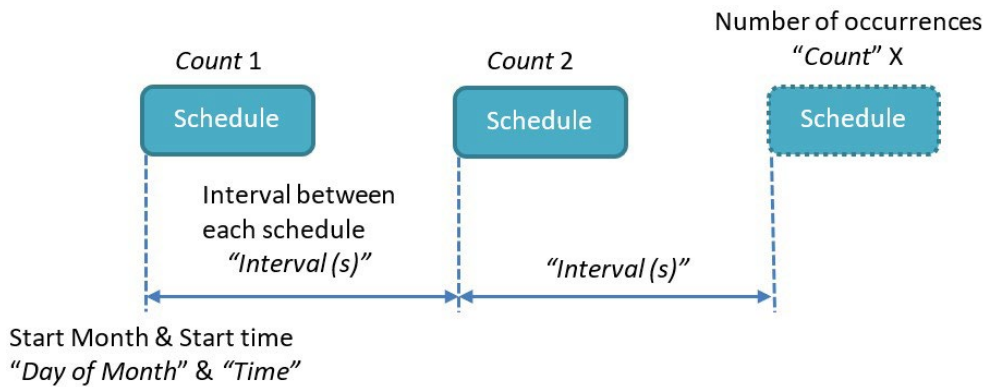 Number of occurrences
Count 1
Count 2
“Count” X
Schedule
Schedule
Schedule
Interval between
each schedule
“Interval (s)”
“Interval (s)”
Start Month & Start time
“Day of Month” & “Time”